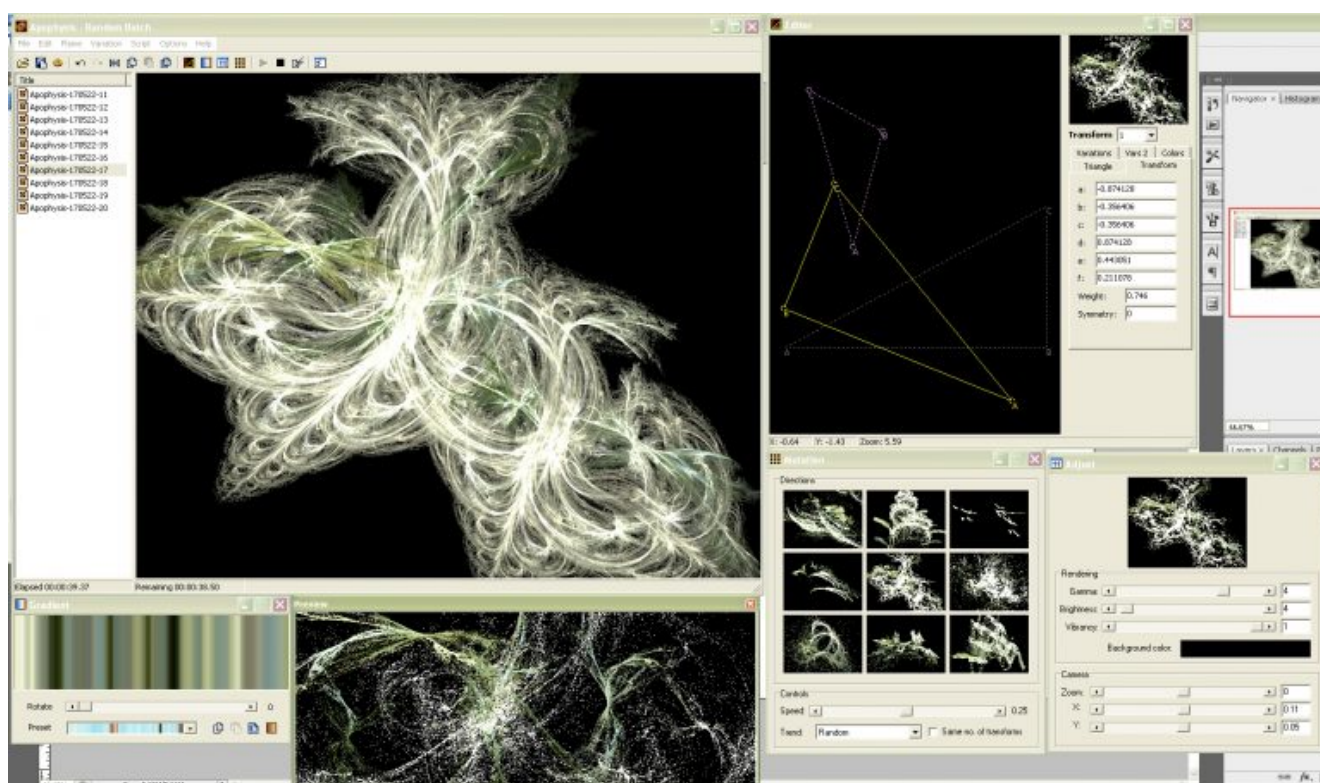 Apophysis - Random Batch
File Edit Flame Variation Script Options Help
Title
Apophysis-170522-11
Apophysis-170522-12
Apophysis-170522-13
Apophysis-170522-14
Apophysis-170522-15
Apophysis-170522-16
Apophysis-170522-17
Apophysis-170522-18
Apophysis-170522-19
Apophysis-170522-20
Elapsed 00:00:09.37 Remaining 00:00:38.50
Editor
Transform: 1
Variations Vars 2 Colors
Triangle Transform
a: -0.874128
b: -0.356406
c: -0.356406
d: 0.874128
e: 0.443051
f: 0.211078
Weight: 0.746
Symmetry: 0
X: -0.64 Y: -1.43 Zoom: 5.59
Navigator x Histogram
66.67%
Layers x Channels
Mutation
Directions
Controls
Speed: 0.25
Trend: Random Same no. of transforms
Adjust
Rendering
Gamma: 4
Brightness: 4
Vibrancy: 1
Background color:
Camera
Zoom: 0
X: 0.11
Y: 0.05
Gradient
Rotate 0
Preset
Preview